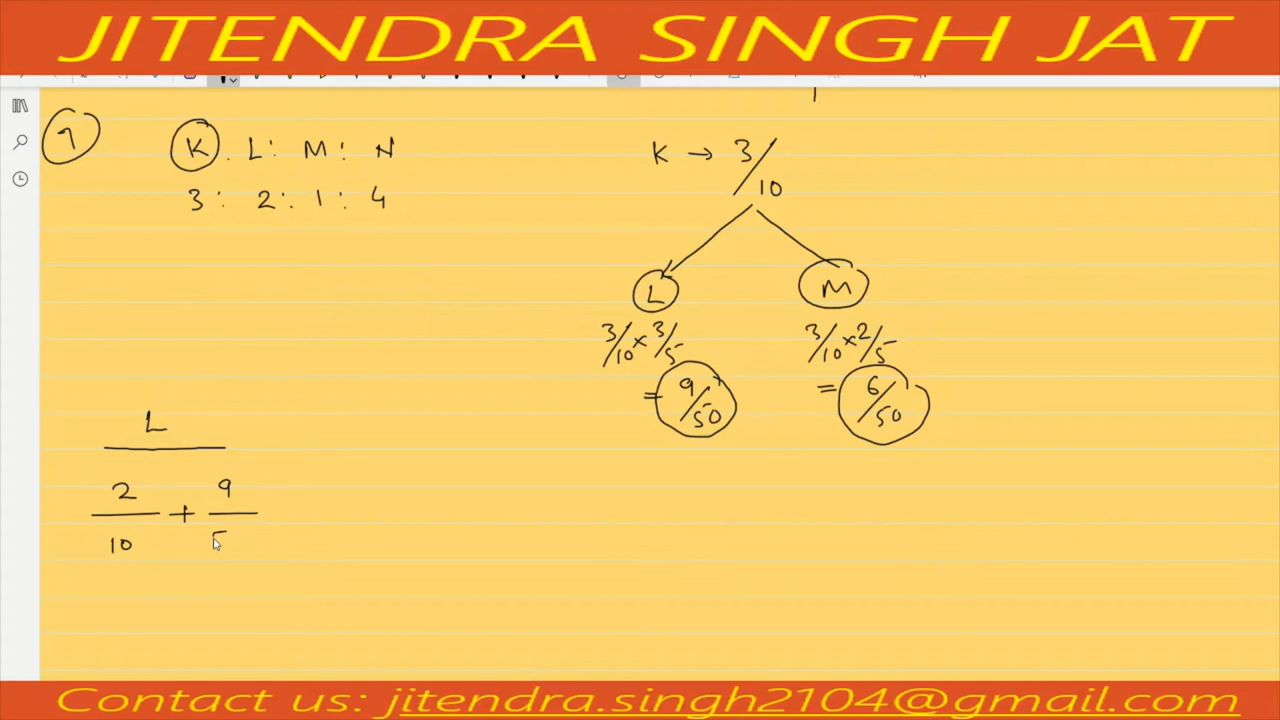 JITENDRA SINGH JAT
7
K . L : M : N
3 : 2 : 1 : 4
K → 3/10
L M
3/10 × 3/5 3/10 × 2/5
= 9/50 = 6/50
L
2/10 + 9/5
Contact us: jitendra.singh2104@gmail.com